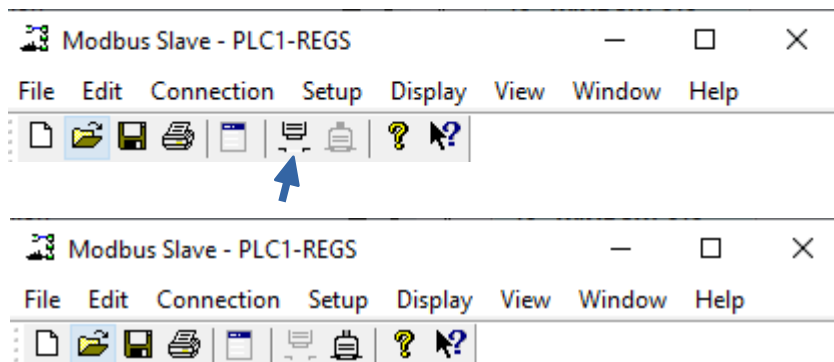 Modbus Slave - PLC1-REGS
File Edit Connection Setup Display View Window Help
Modbus Slave - PLC1-REGS
File Edit Connection Setup Display View Window Help